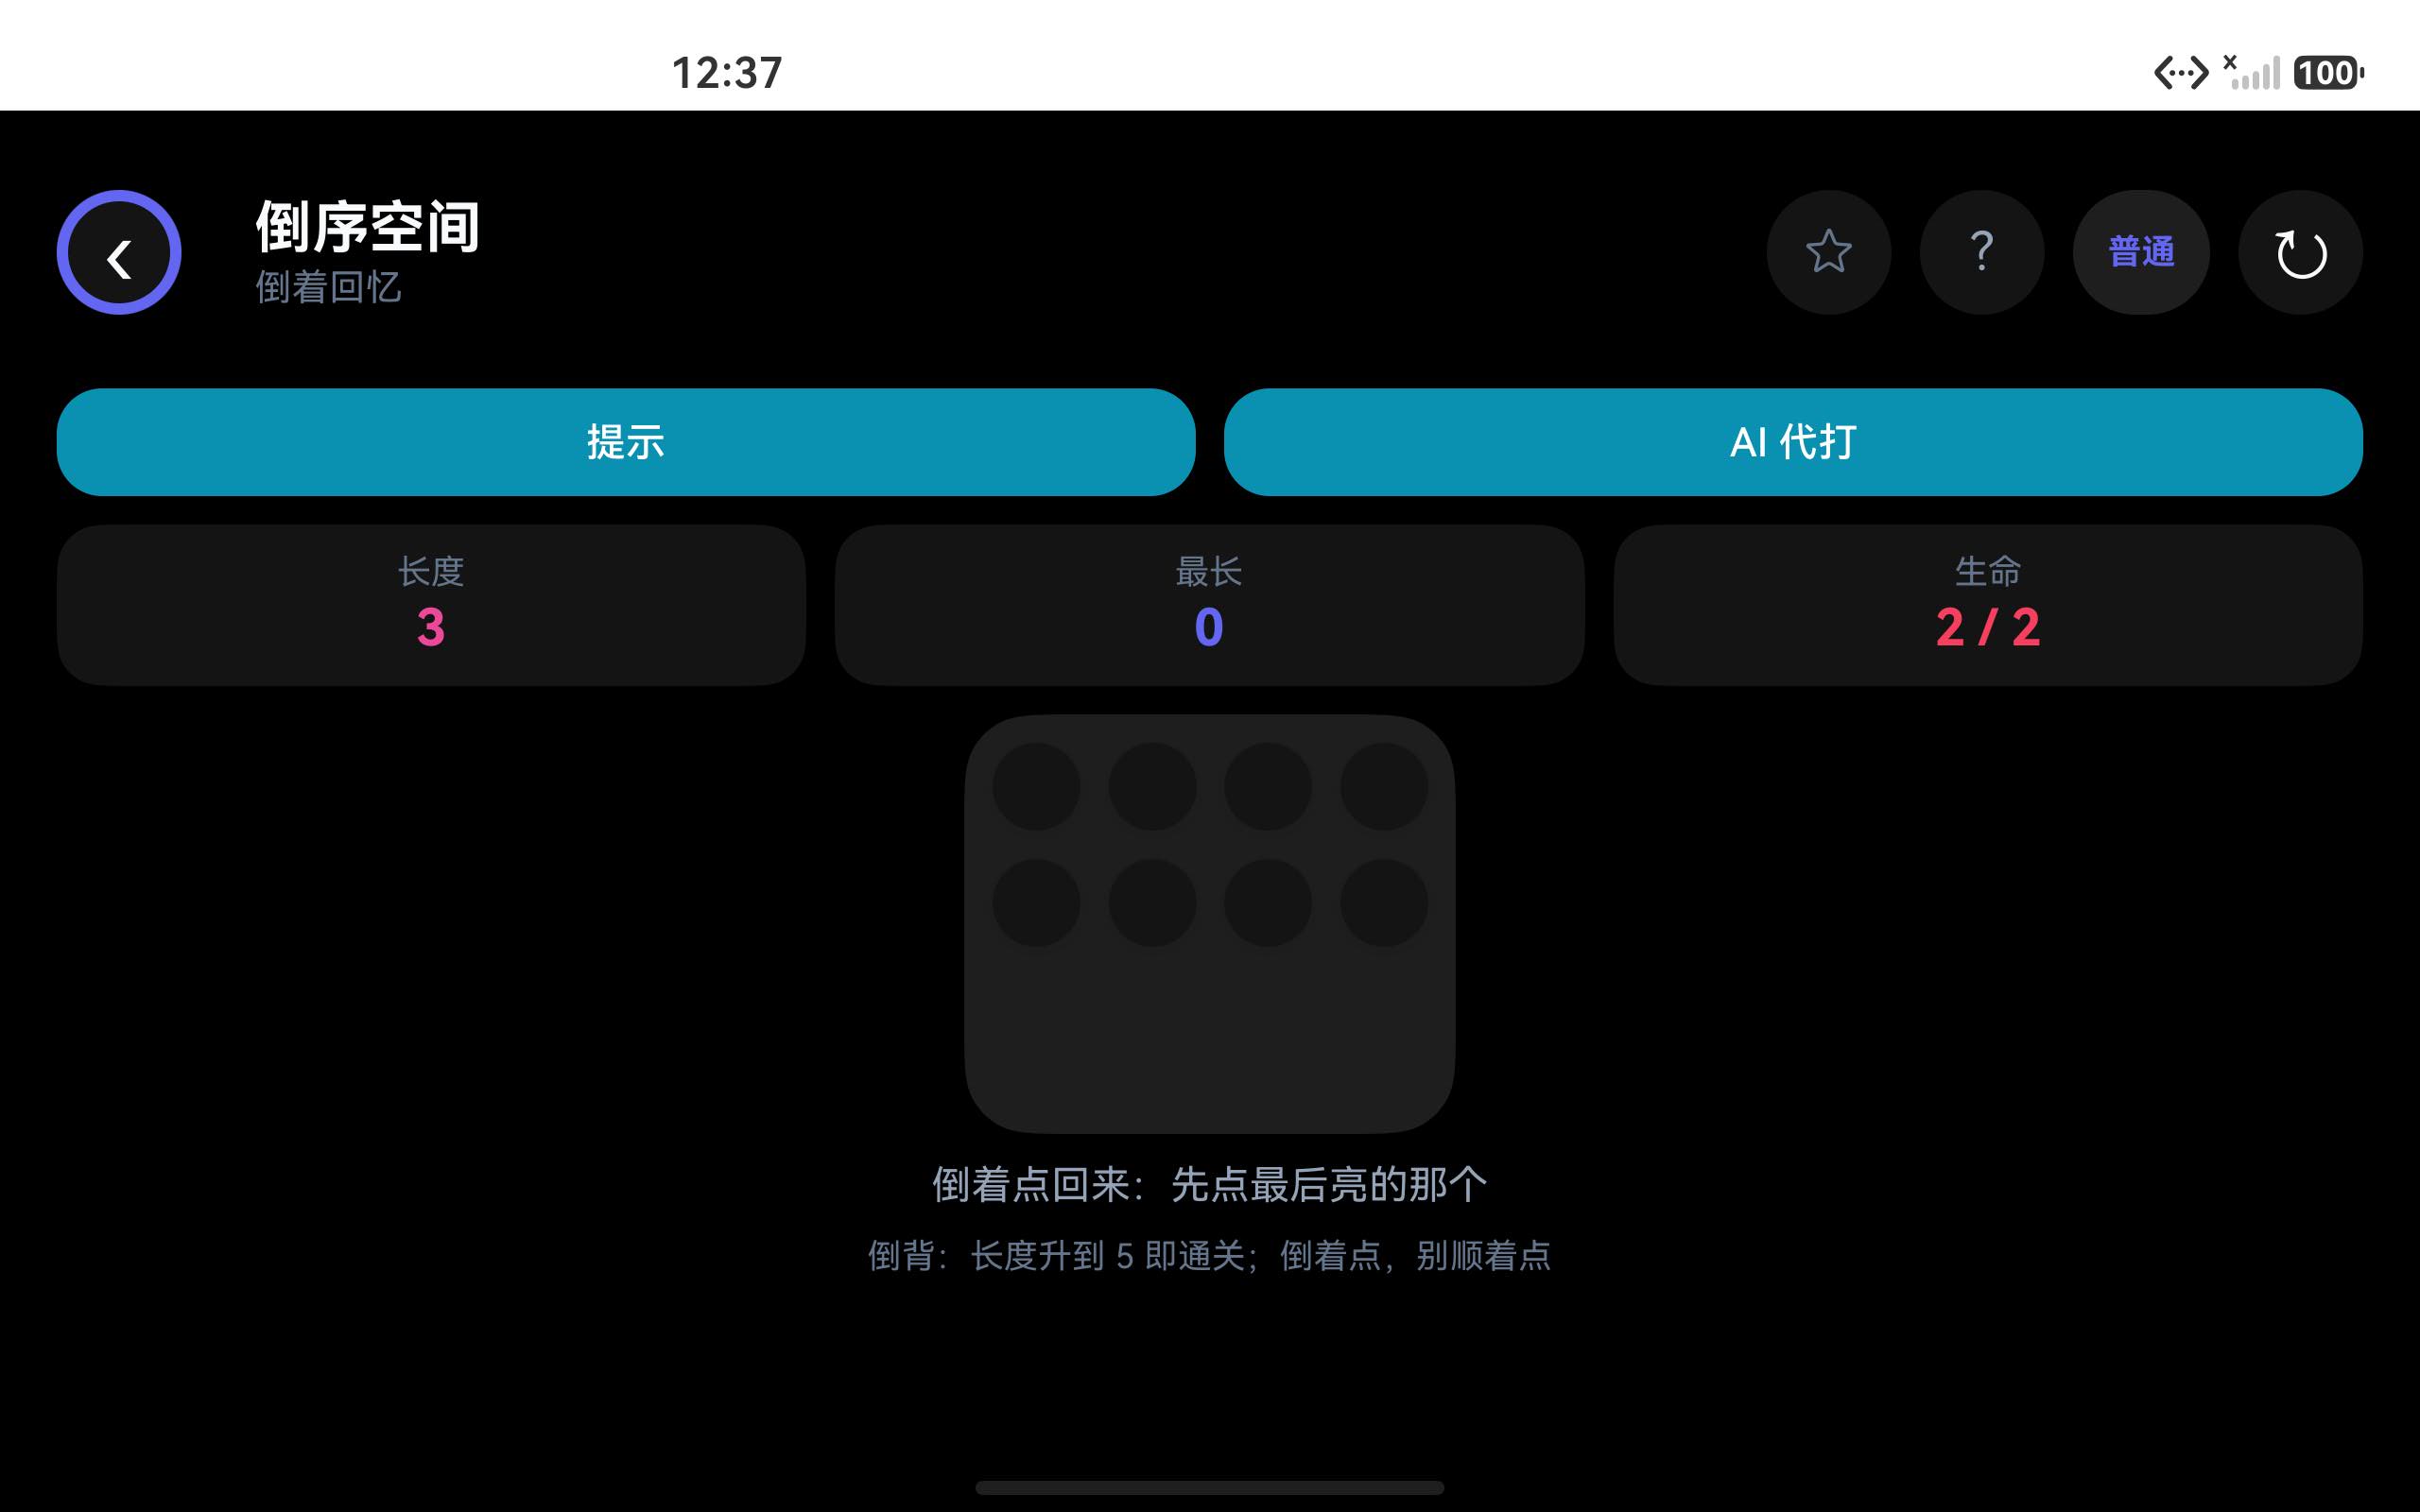 12:37
100
倒序空间
倒着回忆
?
普通
提示
AI 代打
长度
3
最长
0
生命
2 / 2
倒着点回来：先点最后亮的那个
倒背：长度升到 5 即通关；倒着点，别顺着点